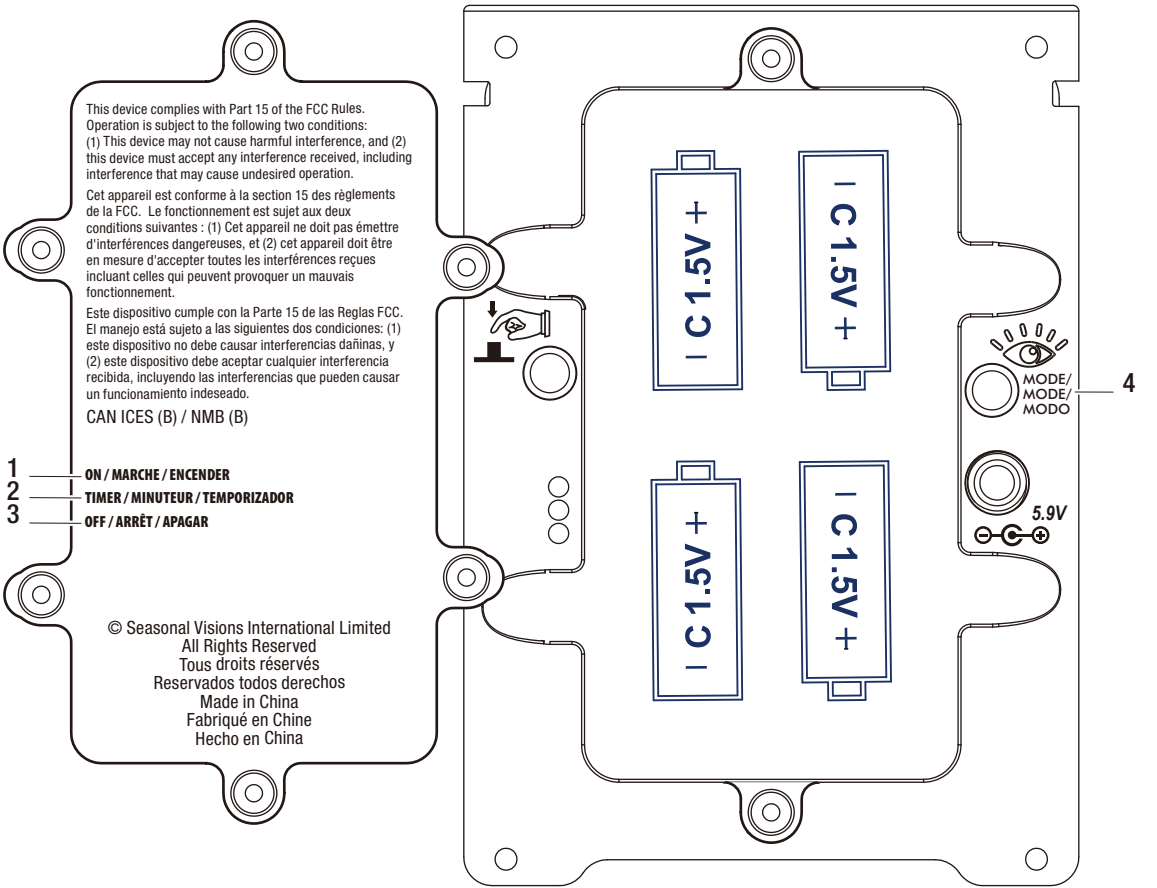 This device complies with Part 15 of the FCC Rules.
Operation is subject to the following two conditions:
(1) This device may not cause harmful interference, and (2)
this device must accept any interference received, including
interference that may cause undesired operation.
Cet appareil est conforme à la section 15 des règlements
de la FCC. Le fonctionnement est sujet aux deux
conditions suivantes : (1) Cet appareil ne doit pas émettre
d'interférences dangereuses, et (2) cet appareil doit être
en mesure d'accepter toutes les interférences reçues
incluant celles qui peuvent provoquer un mauvais
fonctionnement.
Este dispositivo cumple con la Parte 15 de las Reglas FCC.
El manejo está sujeto a las siguientes dos condiciones: (1)
este dispositivo no debe causar interferencias dañinas, y
(2) este dispositivo debe aceptar cualquier interferencia
recibida, incluyendo las interferencias que pueden causar
un funcionamiento indeseado.
CAN ICES (B) / NMB (B)
1 ON / MARCHE / ENCENDER
2 TIMER / MINUTEUR / TEMPORIZADOR
3 OFF / ARRÊT / APAGAR
© Seasonal Visions International Limited
All Rights Reserved
Tous droits réservés
Reservados todos derechos
Made in China
Fabriqué en Chine
Hecho en China
– C 1.5V +
– C 1.5V +
– C 1.5V +
– C 1.5V +
MODE/
MODE/
MODO
4
5.9V